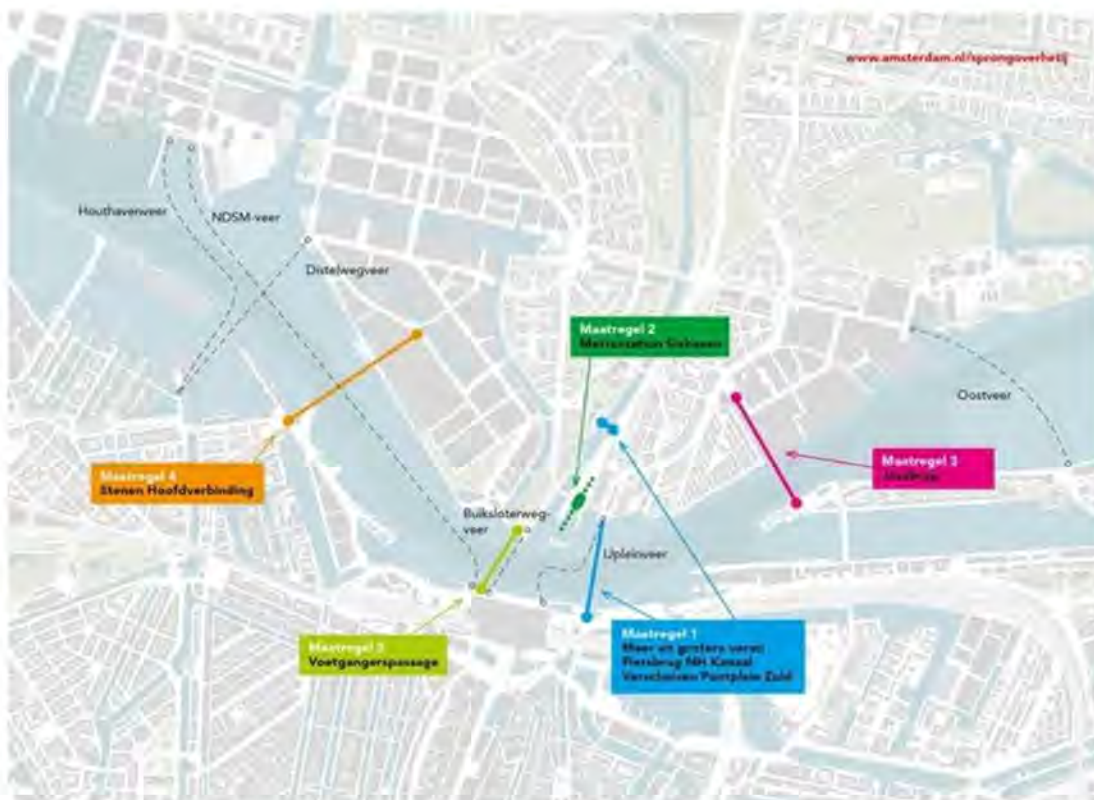 www.amsterdam.nl/sprongoverhetij
Houthavenveer
NDSM-veer
Distelwegveer
Maatregel 2
Metrostation Sixhaven
Oostveer
Maatregel 4
Stenen Hoofdverbinding
Maatregel 3
Buiksloterweg-
veer
IJpleinveer
Maatregel
Voetgangerspassage
Maatregel 1
Meer en grotere veren
Fietsbrug NH Kanaal
Verschuiven Pontplein Zuid